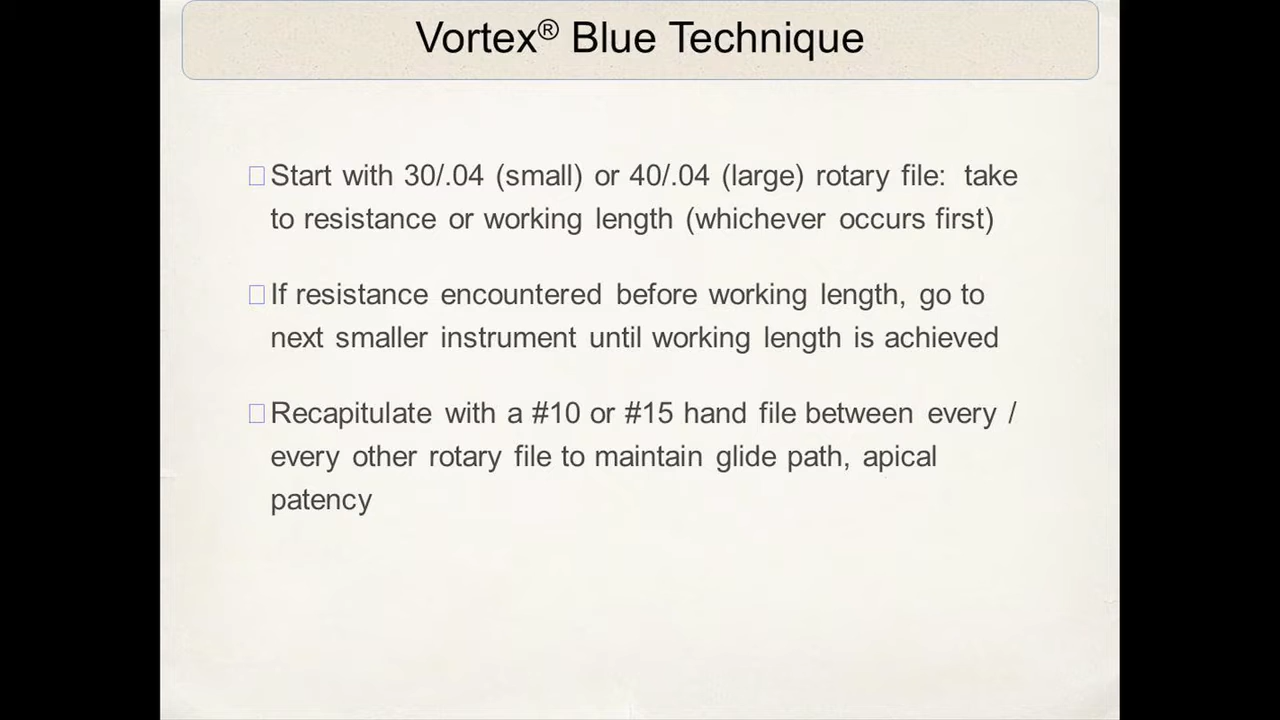 Vortex® Blue Technique
Start with 30/.04 (small) or 40/.04 (large) rotary file: take
to resistance or working length (whichever occurs first)
If resistance encountered before working length, go to
next smaller instrument until working length is achieved
Recapitulate with a #10 or #15 hand file between every /
every other rotary file to maintain glide path, apical
patency